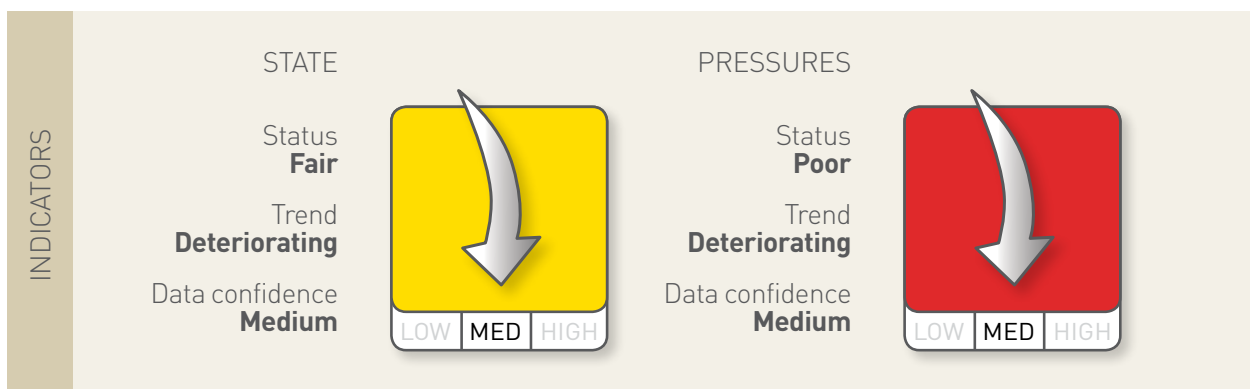 INDICATORS
STATE
Status
Fair
Trend
Deteriorating
Data confidence
Medium
LOW MED HIGH
PRESSURES
Status
Poor
Trend
Deteriorating
Data confidence
Medium
LOW MED HIGH